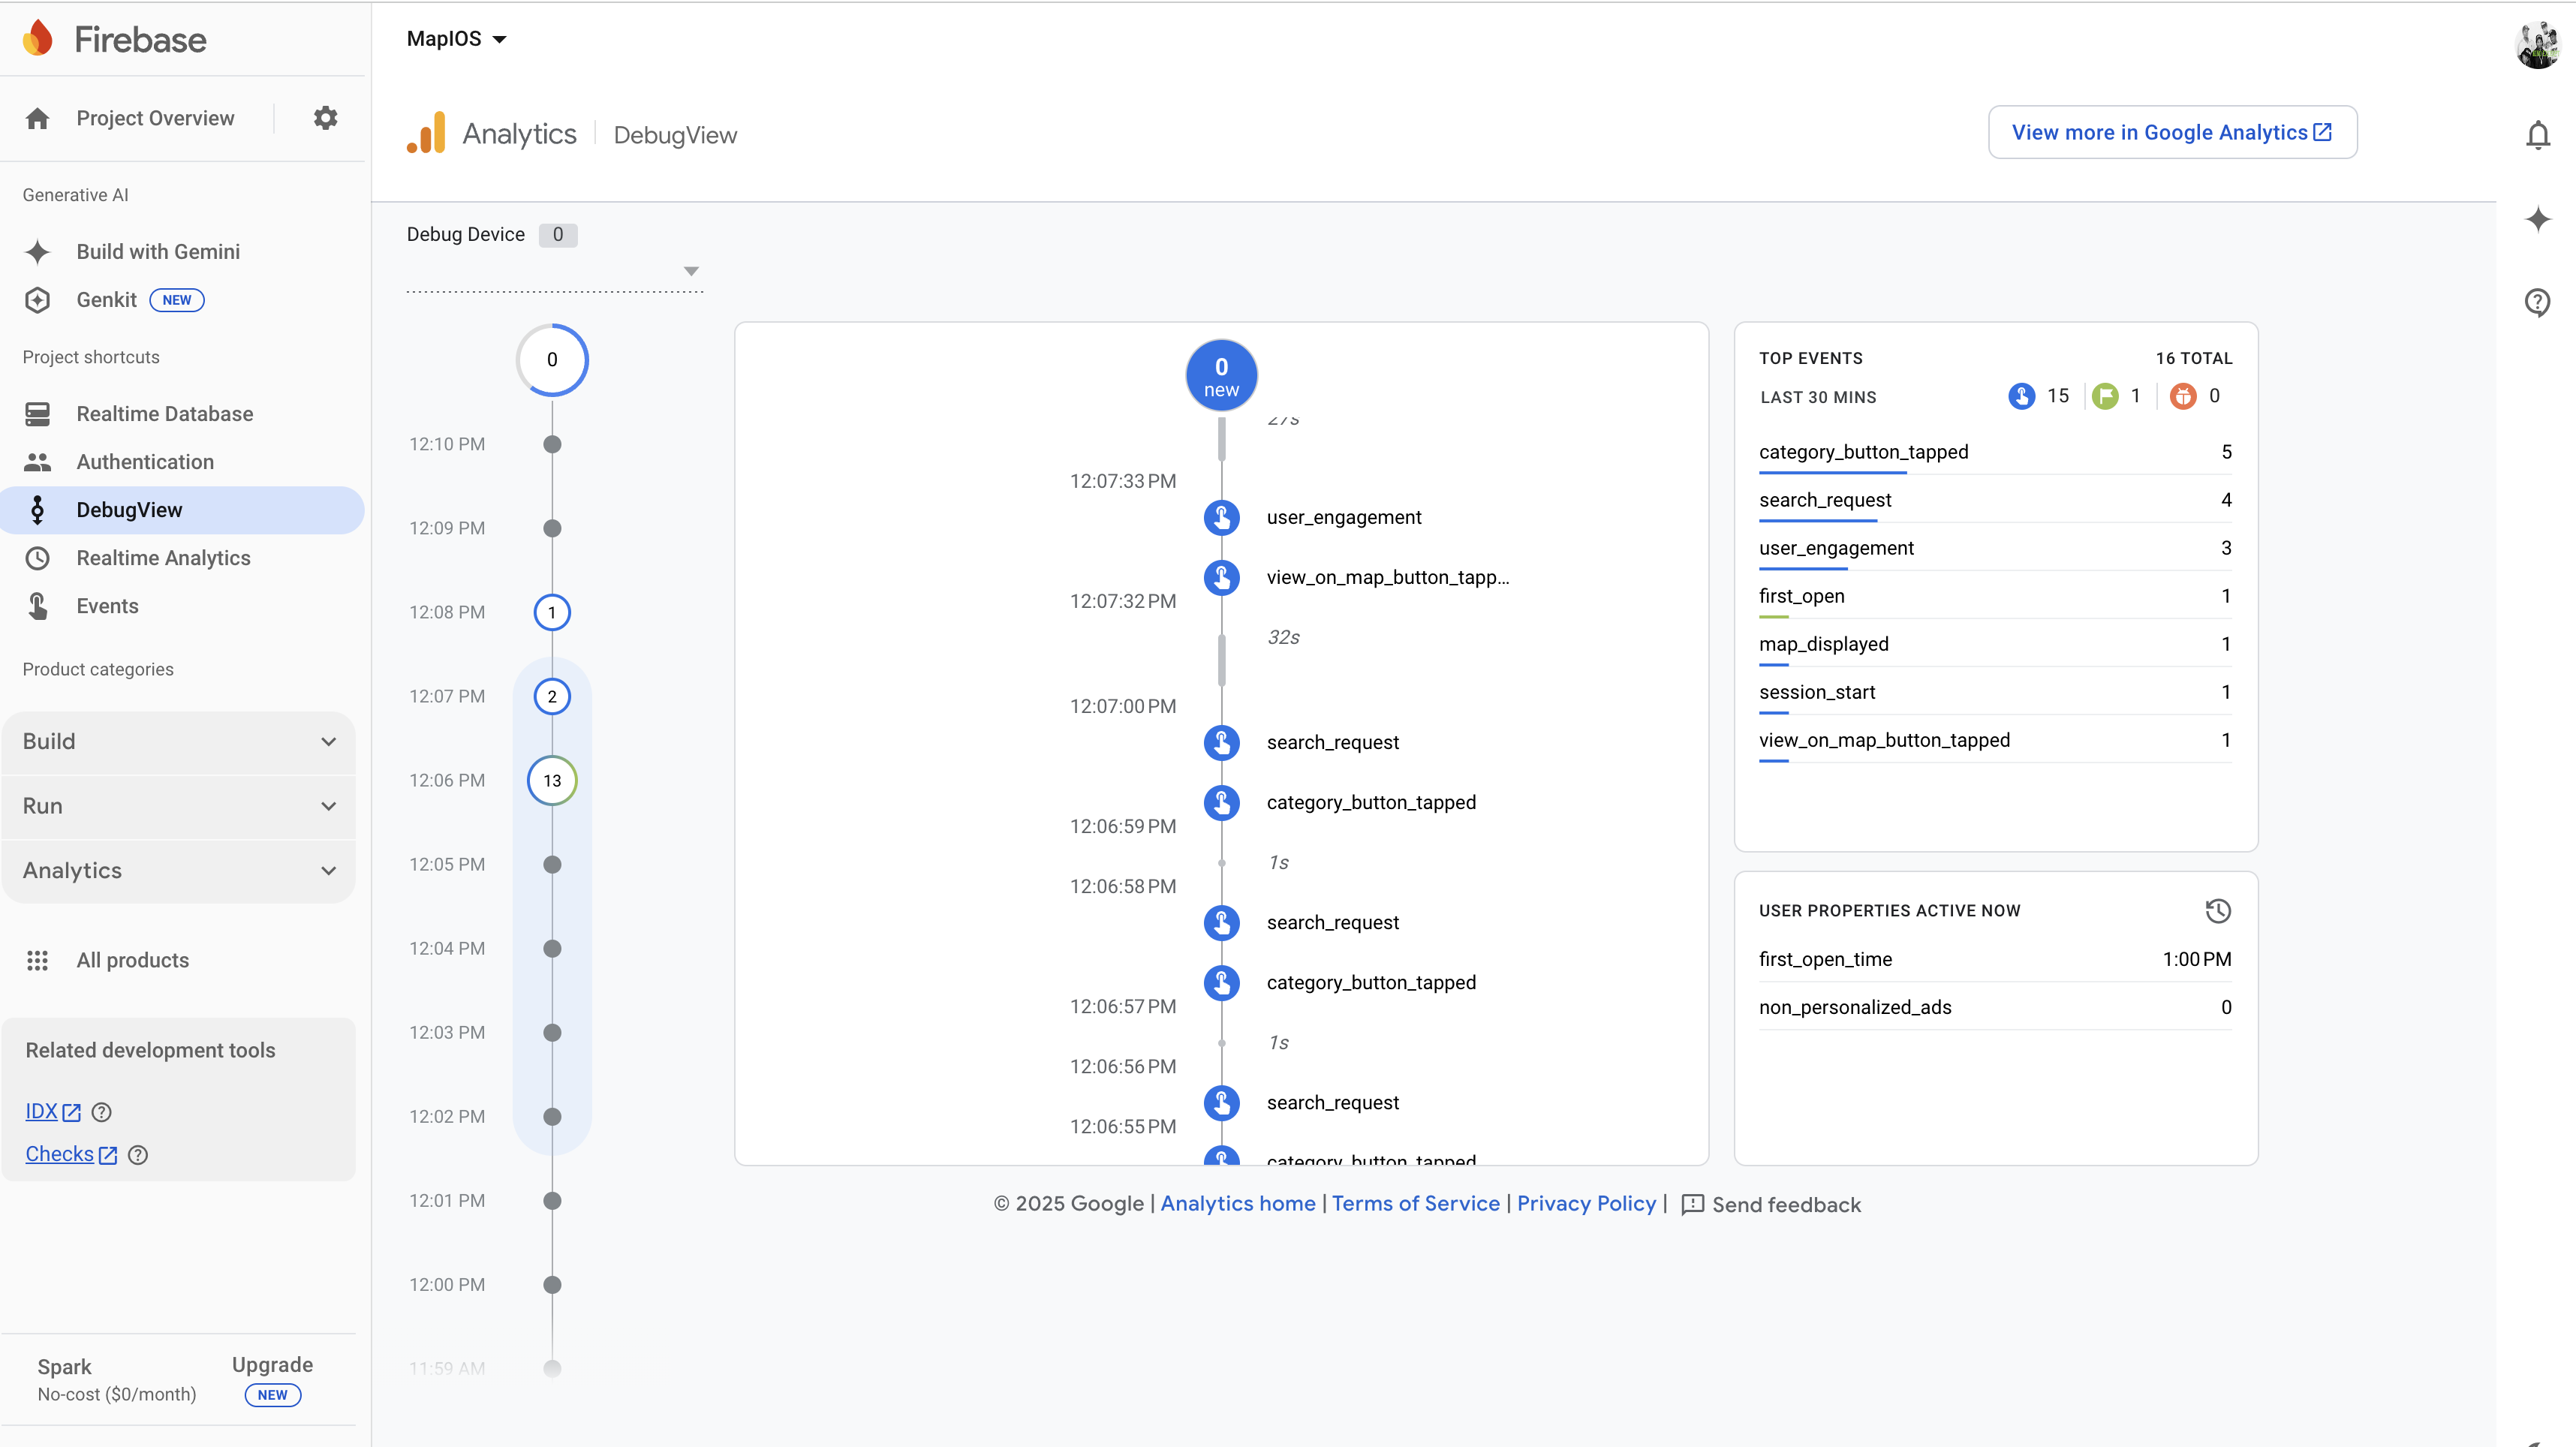 Firebase
Project Overview
Generative AI
Build with Gemini
Genkit NEW
Project shortcuts
Realtime Database
Authentication
DebugView
Realtime Analytics
Events
Product categories
Build
Run
Analytics
All products
Related development tools
IDX
Checks
Spark
No-cost ($0/month)
Upgrade
NEW
MapIOS
Analytics
DebugView
View more in Google Analytics
Debug Device 0
0
12:10 PM
12:09 PM
12:08 PM 1
12:07 PM 2
12:06 PM 13
12:05 PM
12:04 PM
12:03 PM
12:02 PM
12:01 PM
12:00 PM
11:59 AM
0
new
27s
12:07:33 PM
user_engagement
view_on_map_button_tapp...
12:07:32 PM
32s
12:07:00 PM
search_request
category_button_tapped
12:06:59 PM
1s
12:06:58 PM
search_request
category_button_tapped
12:06:57 PM
1s
12:06:56 PM
search_request
12:06:55 PM
category_button_tapped
TOP EVENTS 16 TOTAL
LAST 30 MINS 15 1 0
category_button_tapped 5
search_request 4
user_engagement 3
first_open 1
map_displayed 1
session_start 1
view_on_map_button_tapped 1
USER PROPERTIES ACTIVE NOW
first_open_time 1:00 PM
non_personalized_ads 0
© 2025 Google | Analytics home | Terms of Service | Privacy Policy | Send feedback